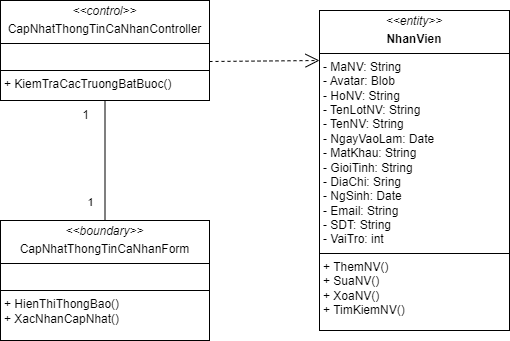 <<control>>
CapNhatThongTinCaNhanController
+ KiemTraCacTruongBatBuoc()
1
1
<<boundary>>
CapNhatThongTinCaNhanForm
+ HienThiThongBao()
+ XacNhanCapNhat()
<<entity>>
NhanVien
- MaNV: String
- Avatar: Blob
- HoNV: String
- TenLotNV: String
- TenNV: String
- NgayVaoLam: Date
- MatKhau: String
- GioiTinh: String
- DiaChi: Sring
- NgSinh: Date
- Email: String
- SDT: String
- VaiTro: int
+ ThemNV()
+ SuaNV()
+ XoaNV()
+ TimKiemNV()